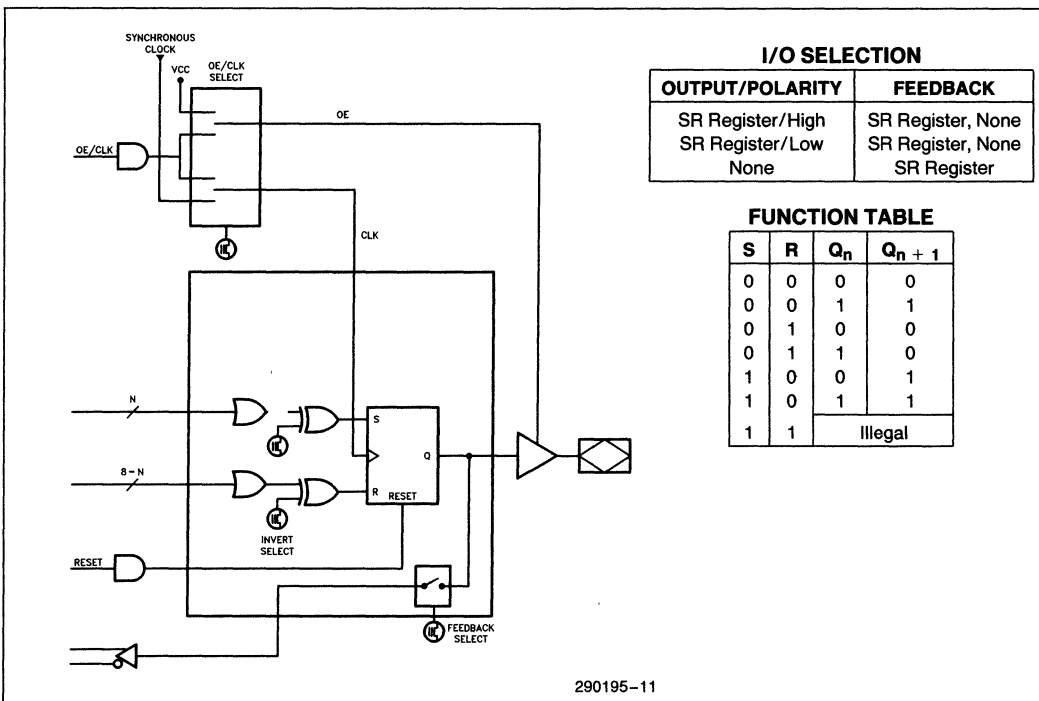 SYNCHRONOUS
CLOCK
VCC
OE/CLK
SELECT
OE
OE/CLK
CLK
N
S
Q
8-N
R
RESET
INVERT
SELECT
RESET
FEEDBACK
SELECT
I/O SELECTION
OUTPUT/POLARITY FEEDBACK
SR Register/High SR Register, None
SR Register/Low SR Register, None
None SR Register
FUNCTION TABLE
S R Qn Qn + 1
0 0 0 0
0 0 1 1
0 1 0 0
0 1 1 0
1 0 0 1
1 0 1 1
1 1 Illegal
290195-11